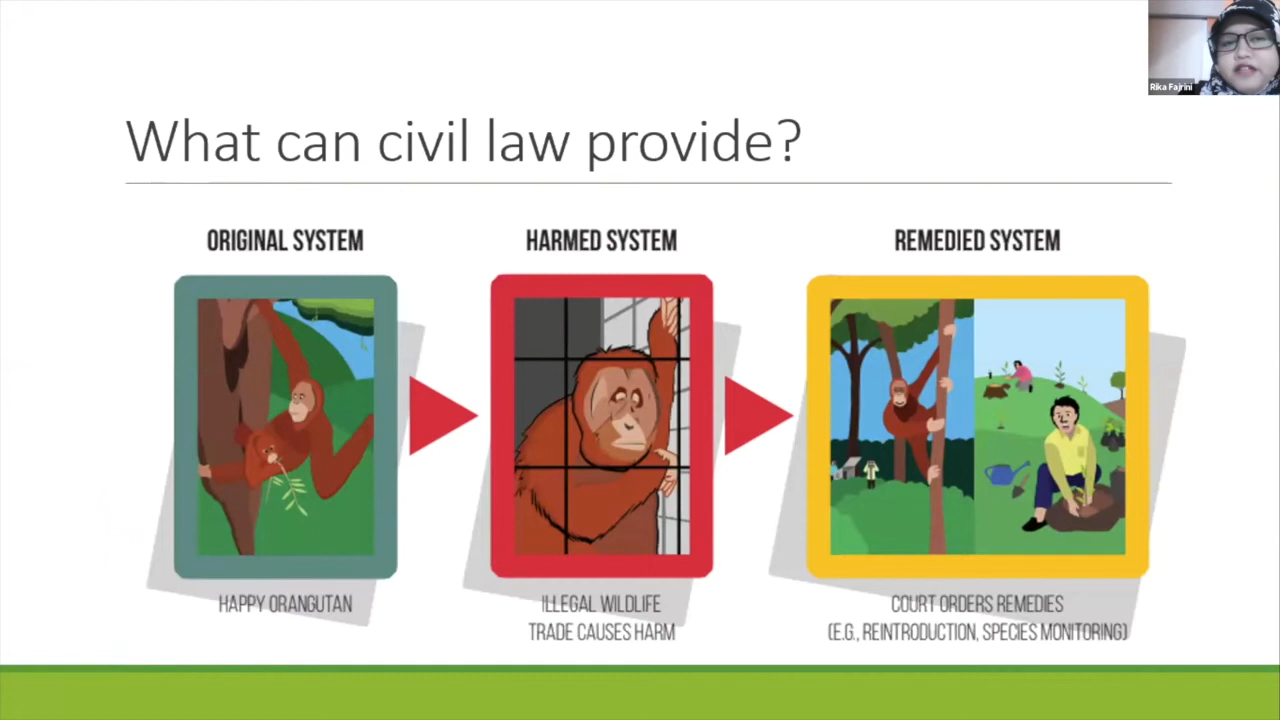 Rika Fajrini
What can civil law provide?
ORIGINAL SYSTEM
HARMED SYSTEM
REMEDIED SYSTEM
HAPPY ORANGUTAN
ILLEGAL WILDLIFE
TRADE CAUSES HARM
COURT ORDERS REMEDIES
(E.G., REINTRODUCTION, SPECIES MONITORING)